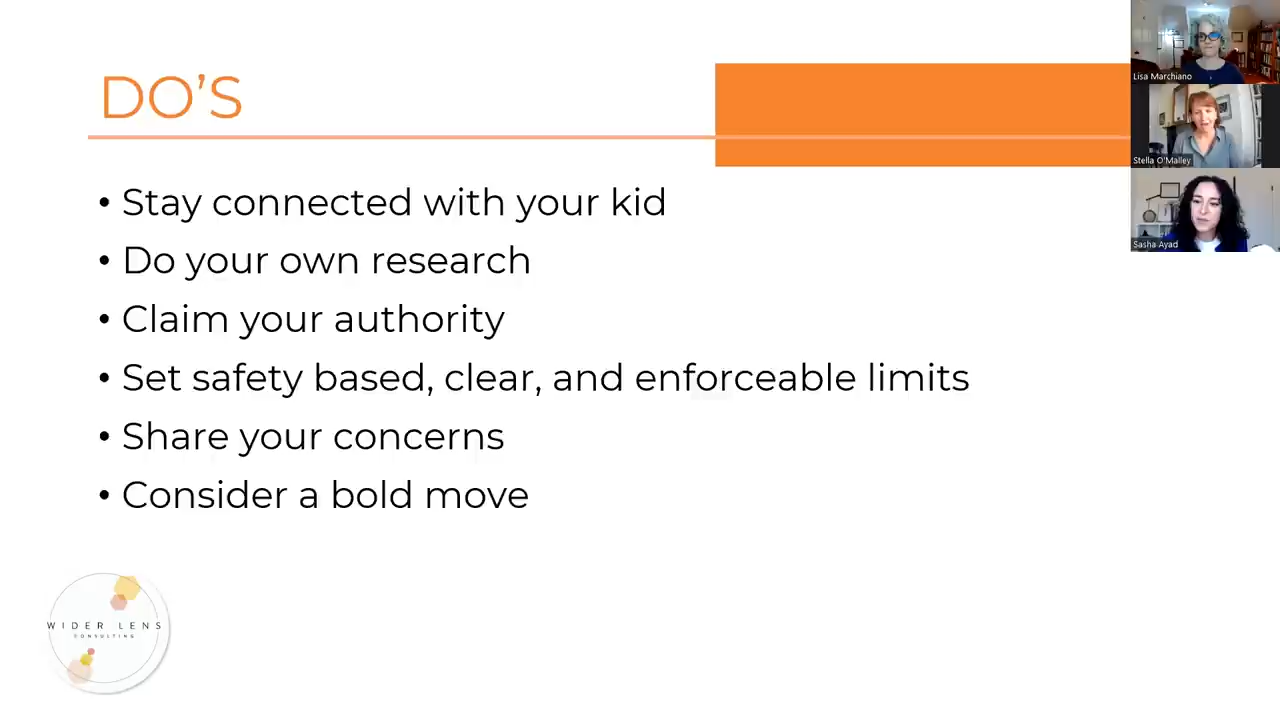 DO'S
• Stay connected with your kid
• Do your own research
• Claim your authority
• Set safety based, clear, and enforceable limits
• Share your concerns
• Consider a bold move
WIDER LENS
CONSULTING
Lisa Marchiano
Stella O'Malley
Sasha Ayad